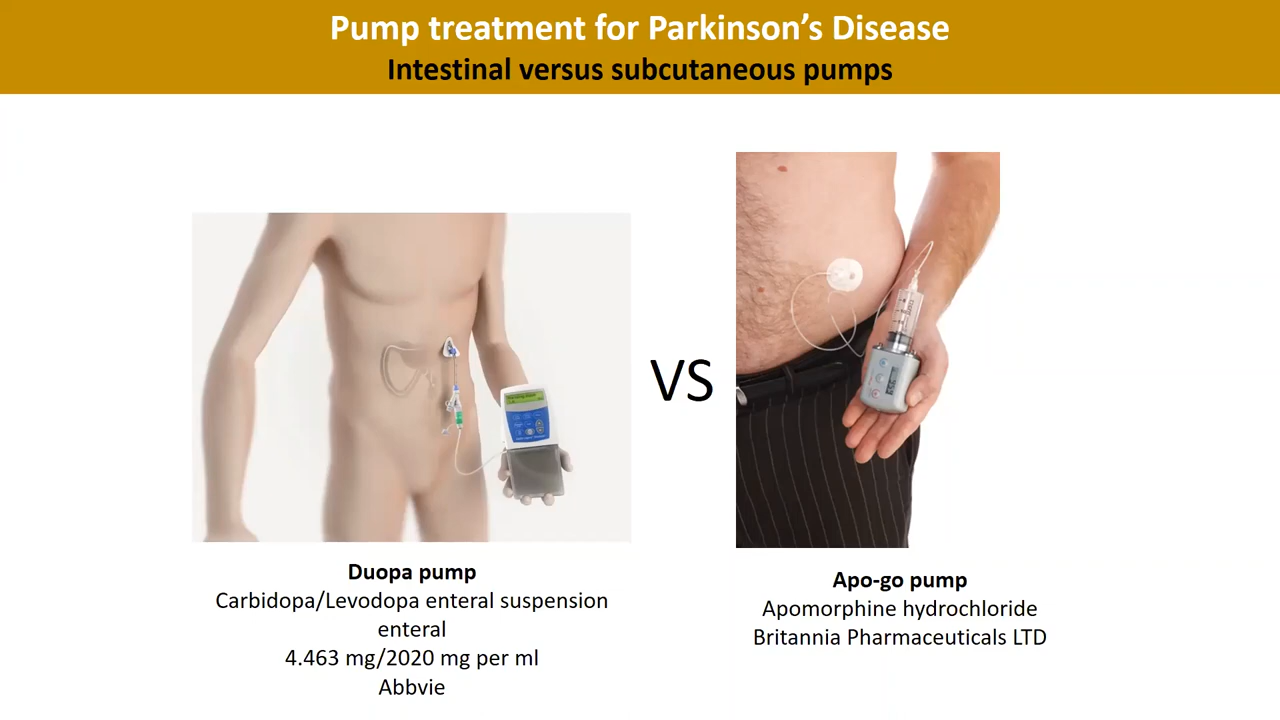 Pump treatment for Parkinson’s Disease
Intestinal versus subcutaneous pumps
VS
Duopa pump
Carbidopa/Levodopa enteral suspension
enteral
4.463 mg/2020 mg per ml
Abbvie
Apo-go pump
Apomorphine hydrochloride
Britannia Pharmaceuticals LTD